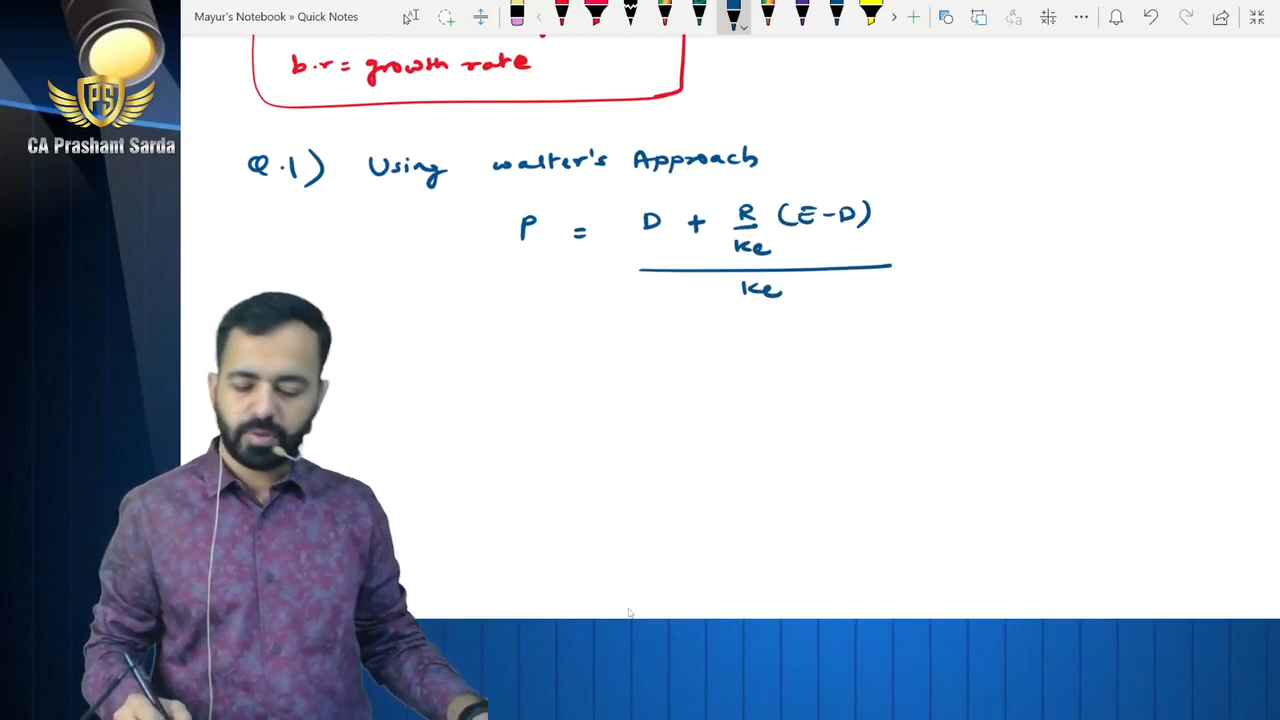 Mayur's Notebook » Quick Notes
b.r = growth rate
PS
CA Prashant Sarda
Q.1) Using walter's Approach
P = D + R/Ke (E-D)
Ke